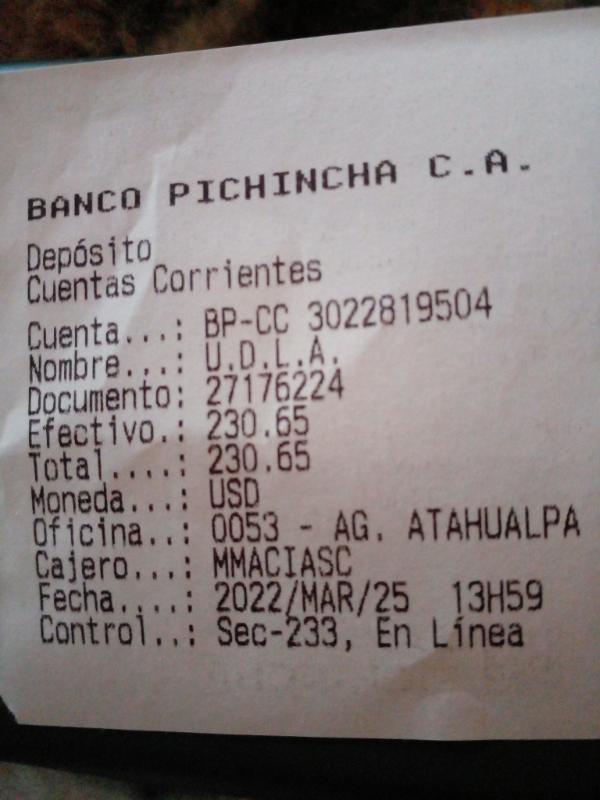 BANCO PICHINCHA C.A.
Depósito
Cuentas Corrientes
Cuenta...: BP-CC 3022819504
Nombre...: U.D.L.A.
Documento: 27176224
Efectivo.: 230.65
Total....: 230.65
Moneda...: USD
Oficina..: 0053 - AG. ATAHUALPA
Cajero...: MMACIASC
Fecha....: 2022/MAR/25 13H59
Control..: Sec-233, En Línea